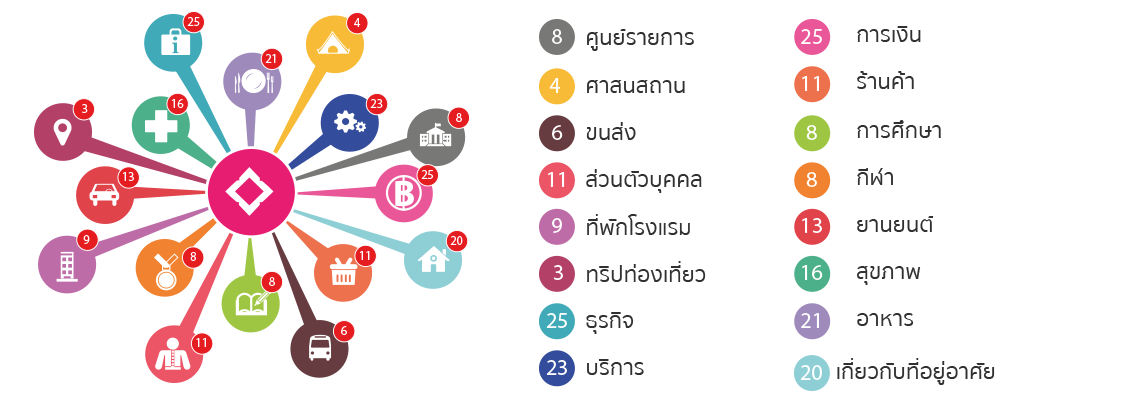 25
4
21
3
16
23
8
13
25
9
8
20
11
8
11
6
8 ศูนย์รายการ
4 ศาสนสถาน
6 ขนส่ง
11 ส่วนตัวบุคคล
9 ที่พักโรงแรม
3 ทริปท่องเที่ยว
25 ธุรกิจ
23 บริการ
25 การเงิน
11 ร้านค้า
8 การศึกษา
8 กีฬา
13 ยานยนต์
16 สุขภาพ
21 อาหาร
20 เกี่ยวกับที่อยู่อาศัย